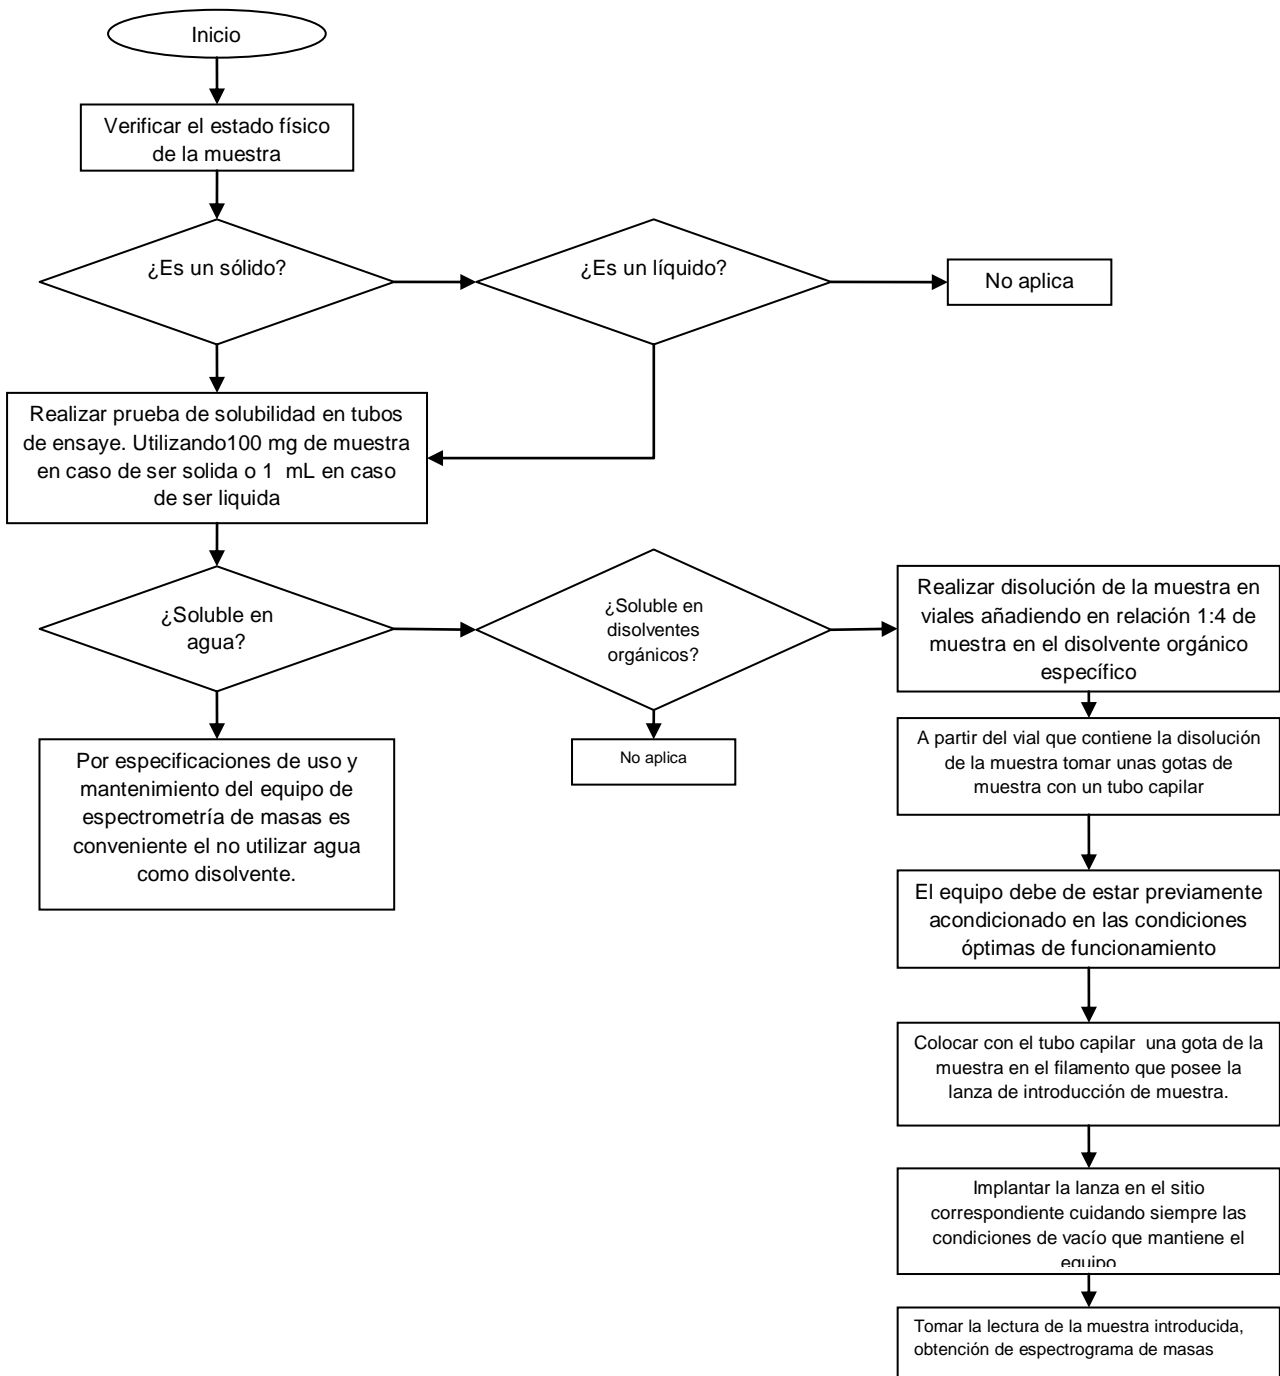 Inicio
Verificar el estado físico
de la muestra
¿Es un sólido?
¿Es un líquido?
No aplica
Realizar prueba de solubilidad en tubos
de ensaye. Utilizando100 mg de muestra
en caso de ser solida o 1  mL en caso
de ser liquida
¿Soluble en
agua?
¿Soluble en
disolventes
orgánicos?
Realizar disolución de la muestra en
viales añadiendo en relación 1:4 de
muestra en el disolvente orgánico
específico
Por especificaciones de uso y
mantenimiento del equipo de
espectrometría de masas es
conveniente el no utilizar agua
como disolvente.
No aplica
A partir del vial que contiene la disolución
de la muestra tomar unas gotas de
muestra con un tubo capilar
El equipo debe de estar previamente
acondicionado en las condiciones
óptimas de funcionamiento
Colocar con el tubo capilar  una gota de la
muestra en el filamento que posee la
lanza de introducción de muestra.
Implantar la lanza en el sitio
correspondiente cuidando siempre las
condiciones de vacío que mantiene el
equipo
Tomar la lectura de la muestra introducida,
obtención de espectrograma de masas